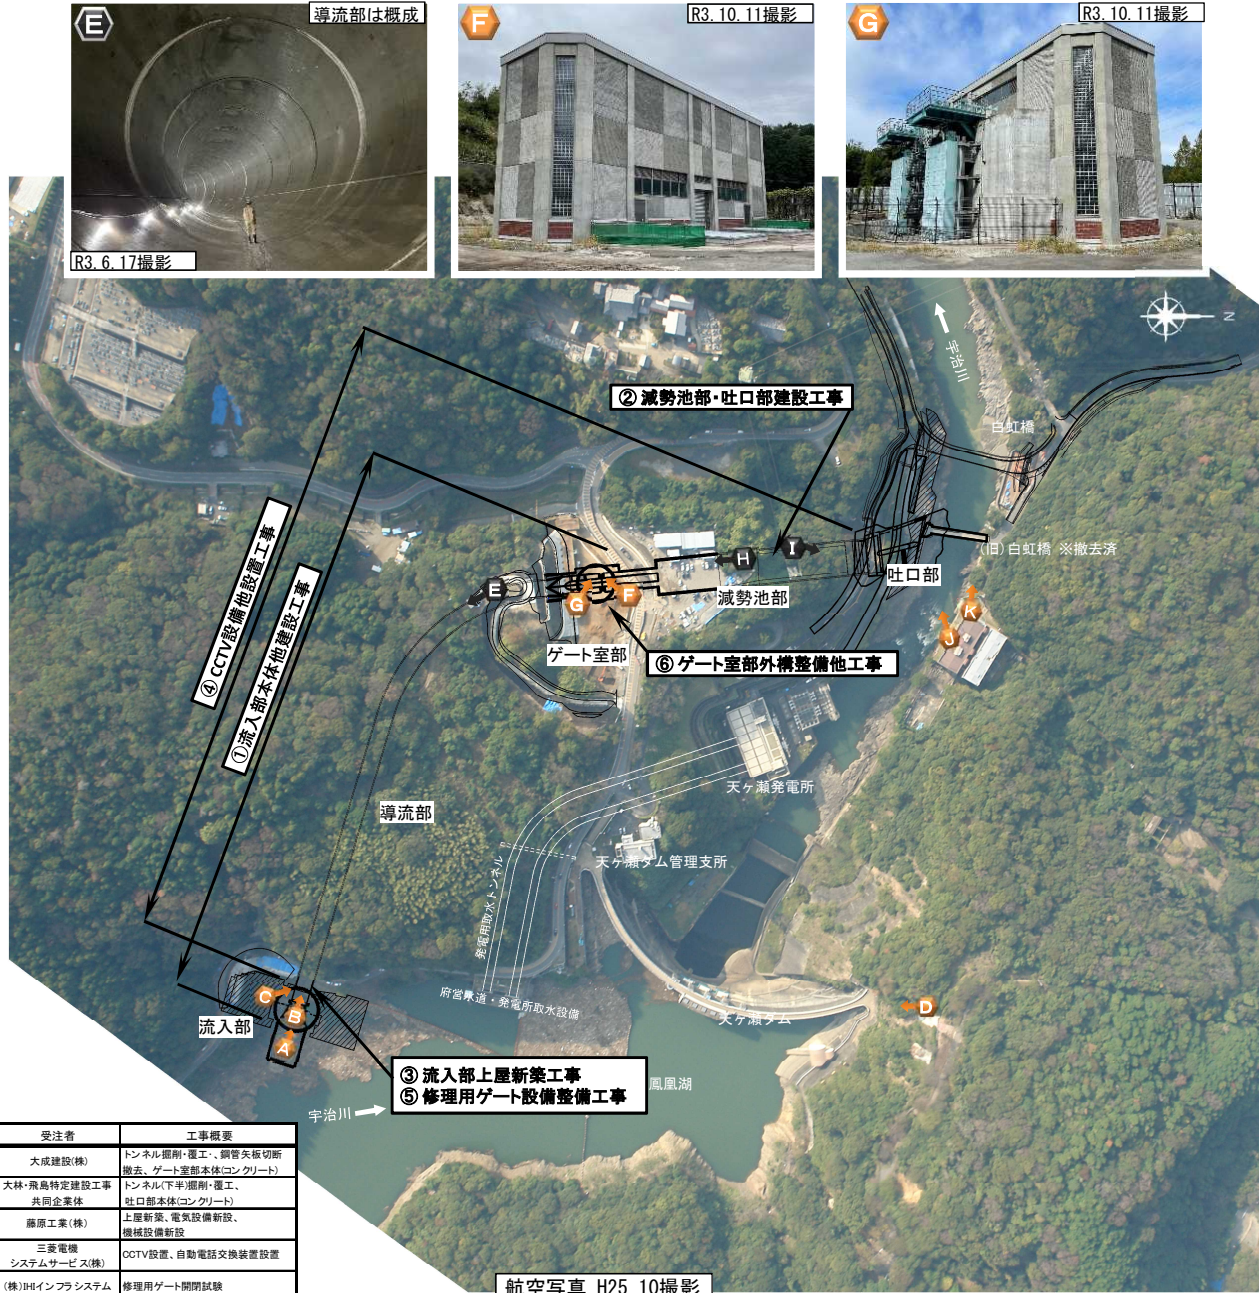 E
導流部は概成
R3.6.17撮影
F
R3.10.11撮影
G
R3.10.11撮影
N
宇治川
② 減勢池部・吐口部建設工事
白虹橋
(旧)白虹橋 ※撤去済
吐口部
H
I
E
G
F
減勢池部
K
J
ゲート室部
⑥ ゲート室部外構整備他工事
④ CCTV設備他設置工事
①流入部本体他建設工事
天ヶ瀬発電所
導流部
天ヶ瀬ダム管理支所
発電用取水トンネル
府営水道・発電所取水設備
天ヶ瀬ダム
D
C
B
A
流入部
③ 流入部上屋新築工事
⑤ 修理用ゲート設備整備工事
鳳凰湖
宇治川
受注者 工事概要
大成建設(株) トンネル掘削・覆工・、鋼管矢板切断
撤去、ゲート室部本体(コンクリート)
大林・飛島特定建設工事
共同企業体 トンネル(下半)掘削・覆工、
吐口部本体(コンクリート)
藤原工業(株) 上屋新築、電気設備新設、
機械設備新設
三菱電機
システムサービス(株) CCTV設置、自動電話交換装置設置
(株)IHIインフラシステム 修理用ゲート開閉試験
航空写真 H25.10撮影